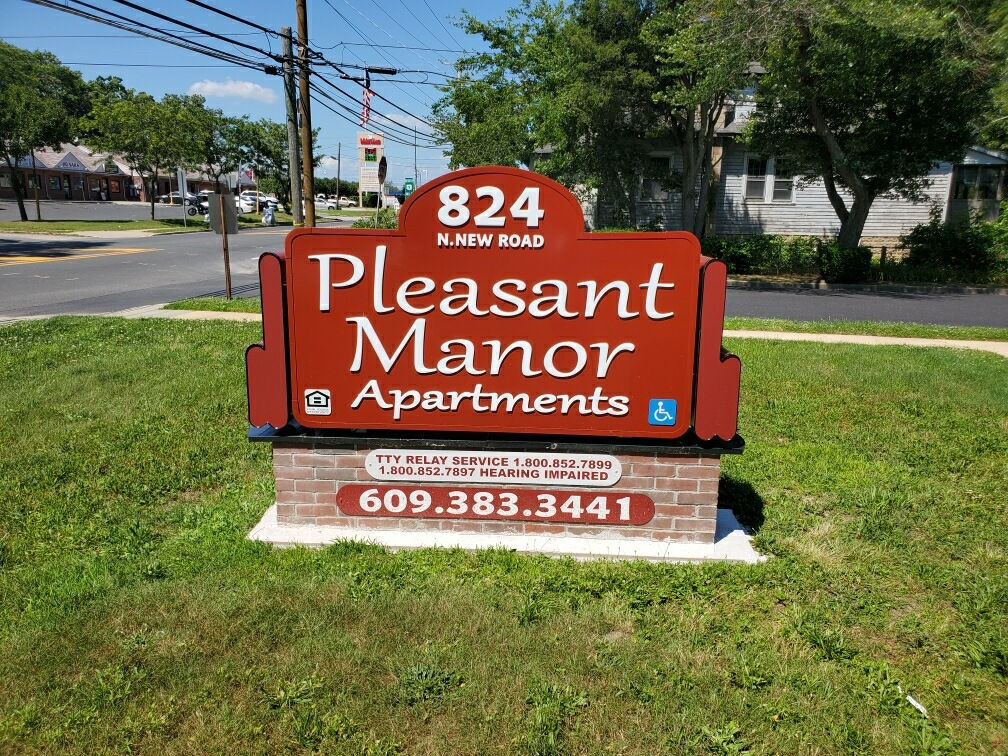 824
N.NEW ROAD
Pleasant
Manor
Apartments
TTY RELAY SERVICE 1.800.852.7899
1.800.852.7897 HEARING IMPAIRED
609.383.3441